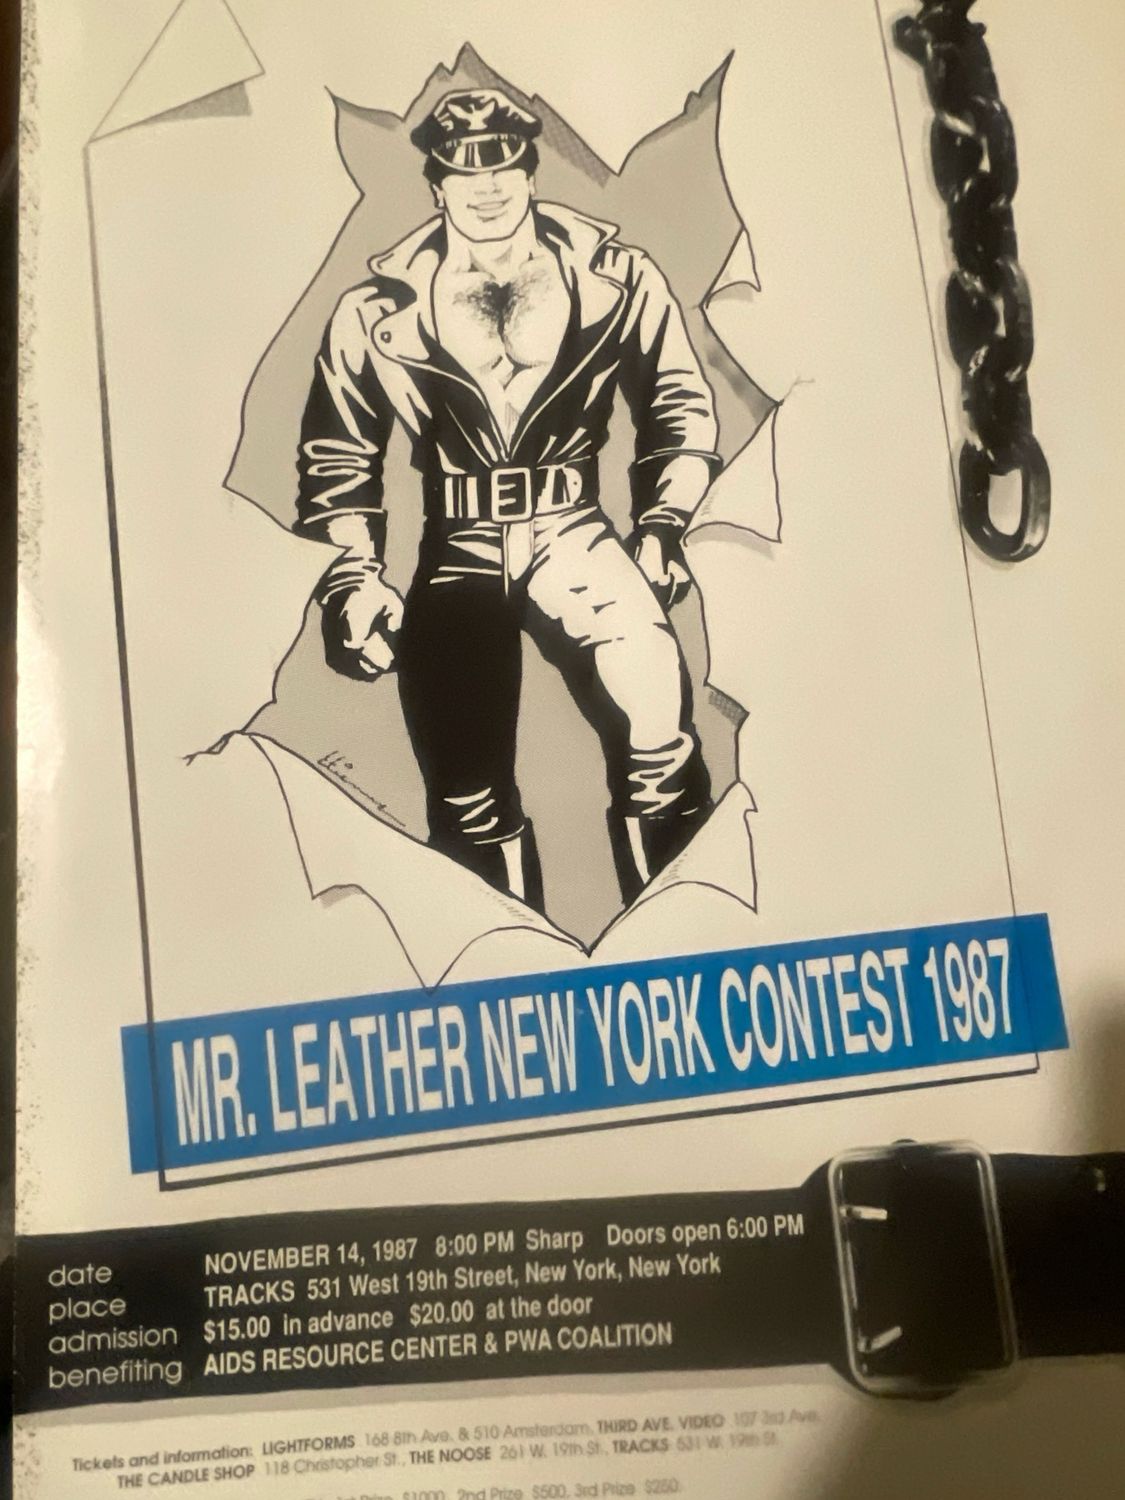 Etienne
MR. LEATHER NEW YORK CONTEST 1987
date NOVEMBER 14, 1987 8:00 PM Sharp Doors open 6:00 PM
place TRACKS 531 West 19th Street, New York, New York
admission $15.00 in advance $20.00 at the door
benefiting AIDS RESOURCE CENTER & PWA COALITION
Tickets and information: LIGHTFORMS 168 8th Ave. & 510 Amsterdam, THIRD AVE. VIDEO 107 3rd Ave.
THE CANDLE SHOP 118 Christopher St., THE NOOSE 261 W. 19th St., TRACKS 531 W. 19th St.
Prize $1000, 2nd Prize $500, 3rd Prize $250